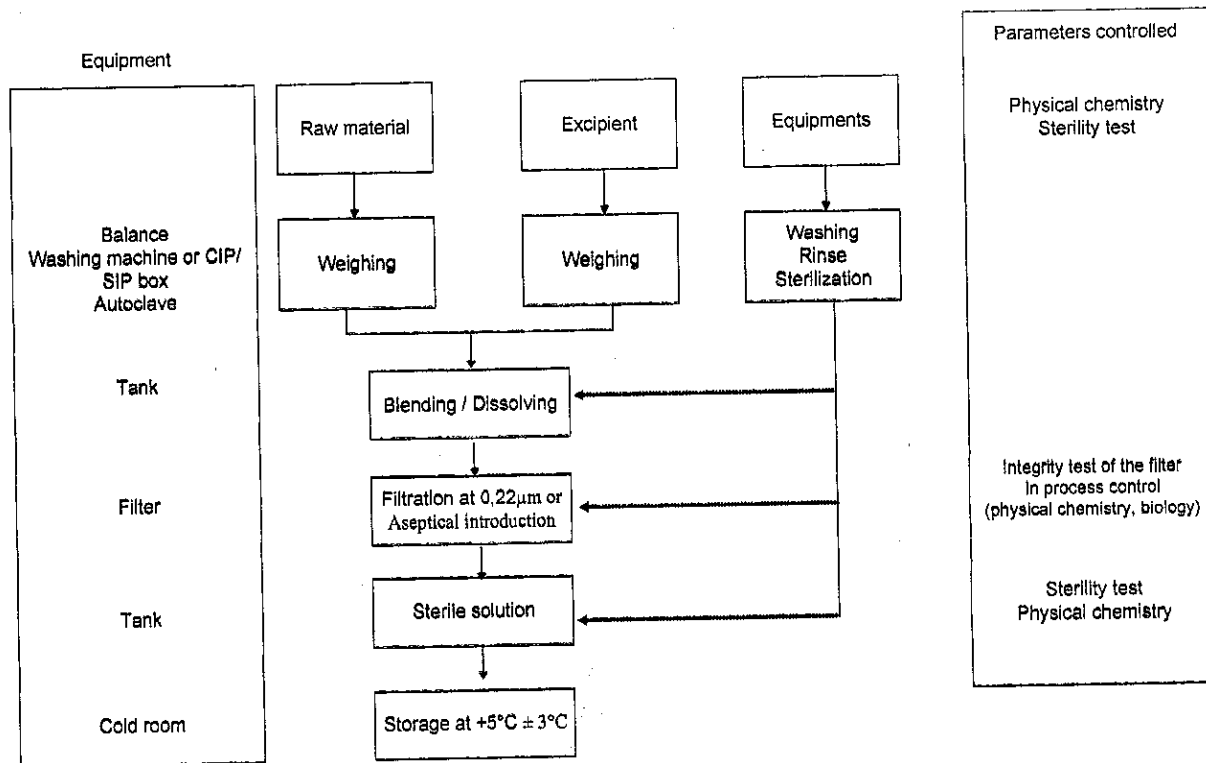 Parameters controlled
Equipment
Raw material
Excipient
Equipments
Physical chemistry
Sterility test
Balance
Washing machine or CIP/
SIP box
Autoclave
Weighing
Weighing
Washing
Rinse
Sterilization
Tank
Blending / Dissolving
Filter
Filtration at 0,22µm or
Aseptical introduction
Integrity test of the filter
In process control
(physical chemistry, biology)
Tank
Sterile solution
Sterility test
Physical chemistry
Cold room
Storage at +5°C ± 3°C